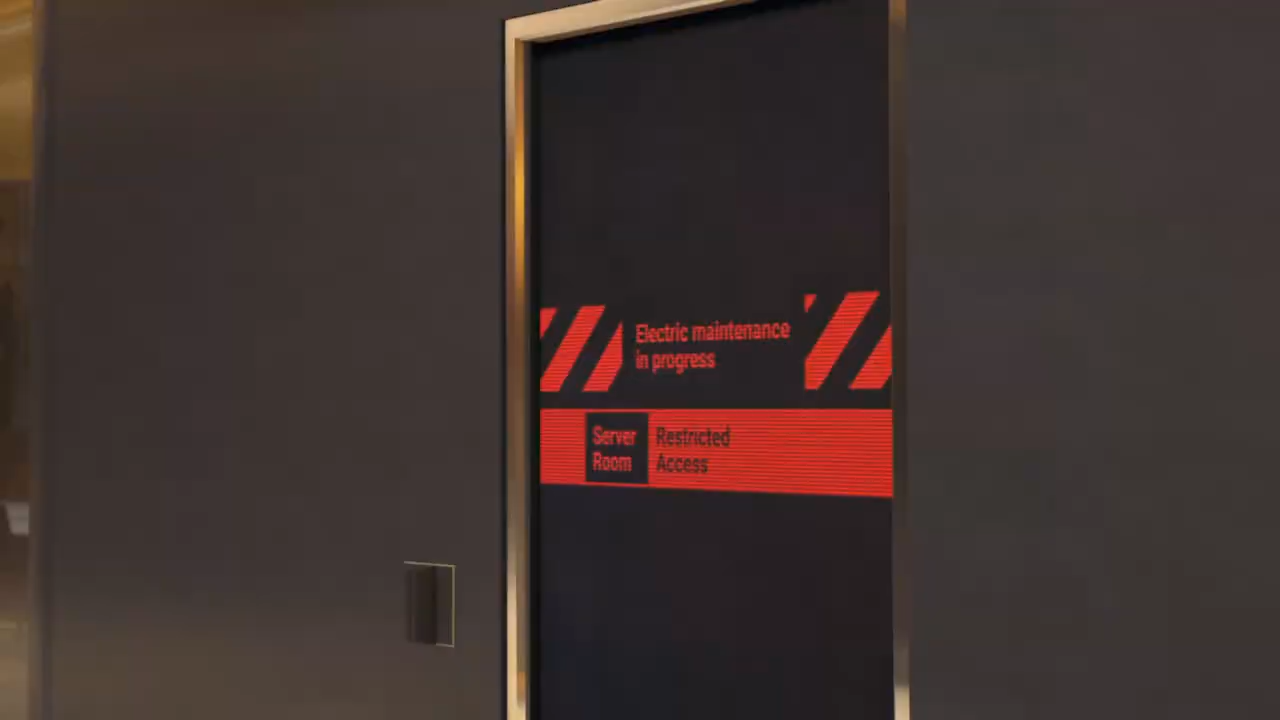 Electric maintenance
in progress
Server
Room
Restricted
Access